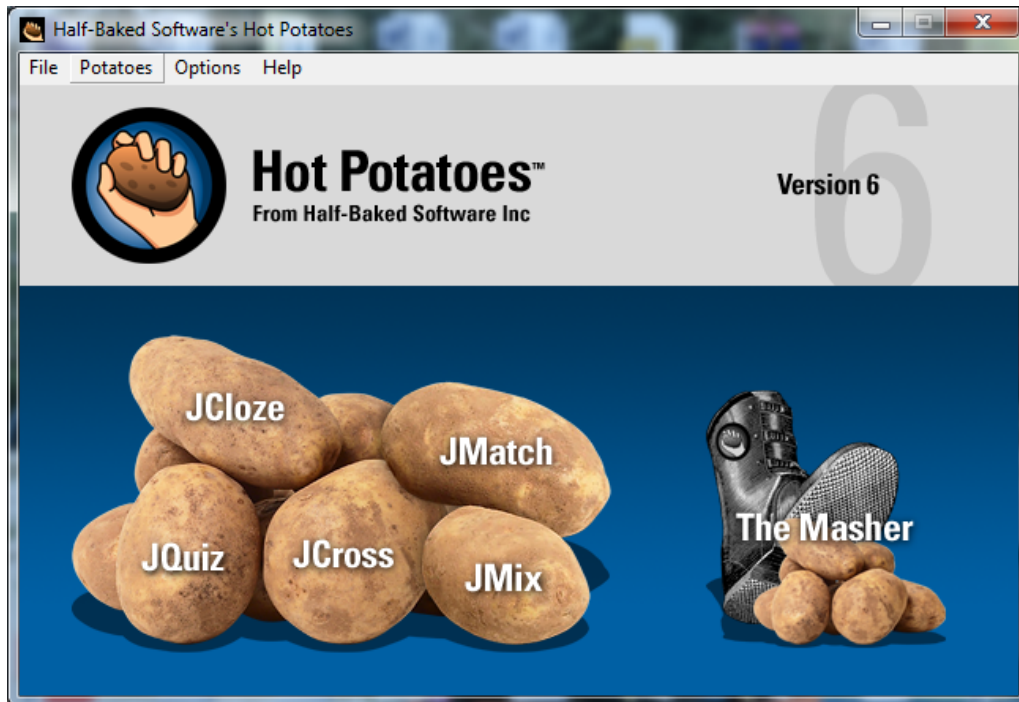 Half-Baked Software's Hot Potatoes
File Potatoes Options Help
Hot Potatoes™
From Half-Baked Software Inc
6
Version 6
JCloze
JMatch
JQuiz
JCross
JMix
The Masher